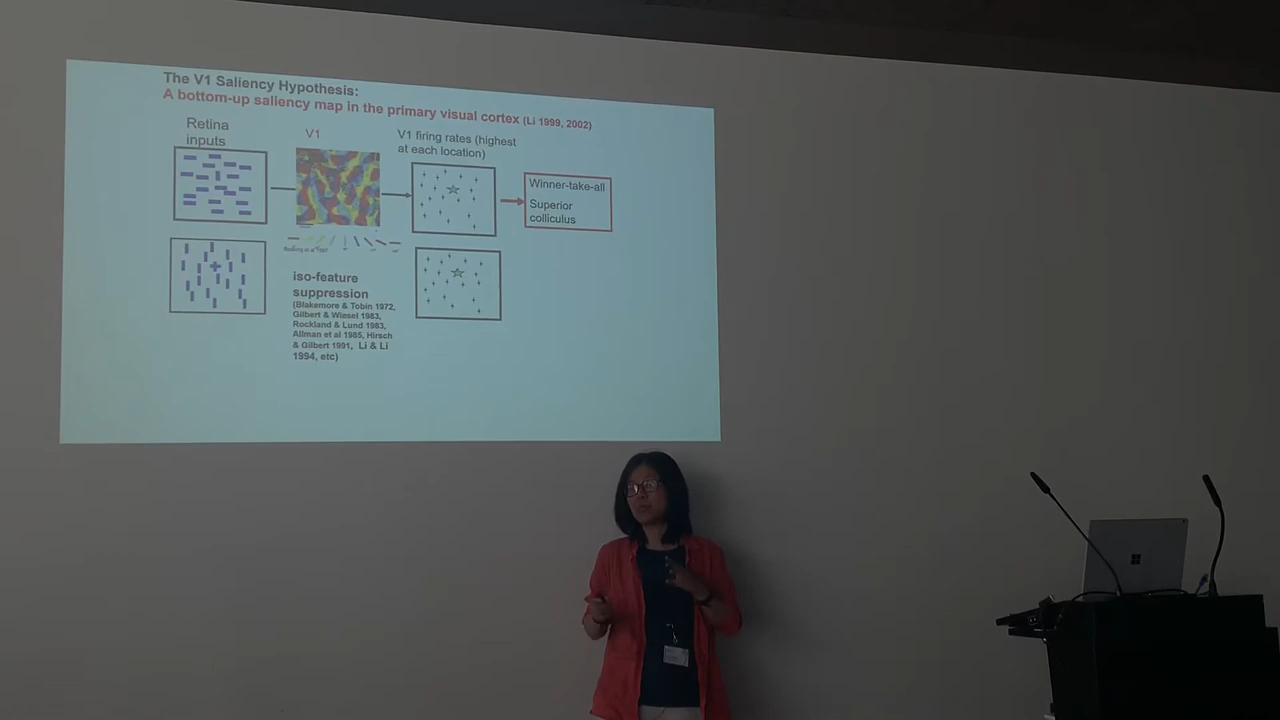 The V1 Saliency Hypothesis:
A bottom-up saliency map in the primary visual cortex (Li 1999, 2002)
Retina
inputs
V1
V1 firing rates (highest
at each location)
Winner-take-all
Superior
colliculus
iso-feature
suppression
(Blakemore & Tobin 1972,
Gilbert & Wiesel 1983,
Rockland & Lund 1983,
Allman et al 1985, Hirsch
& Gilbert 1991, Li & Li
1994, etc)